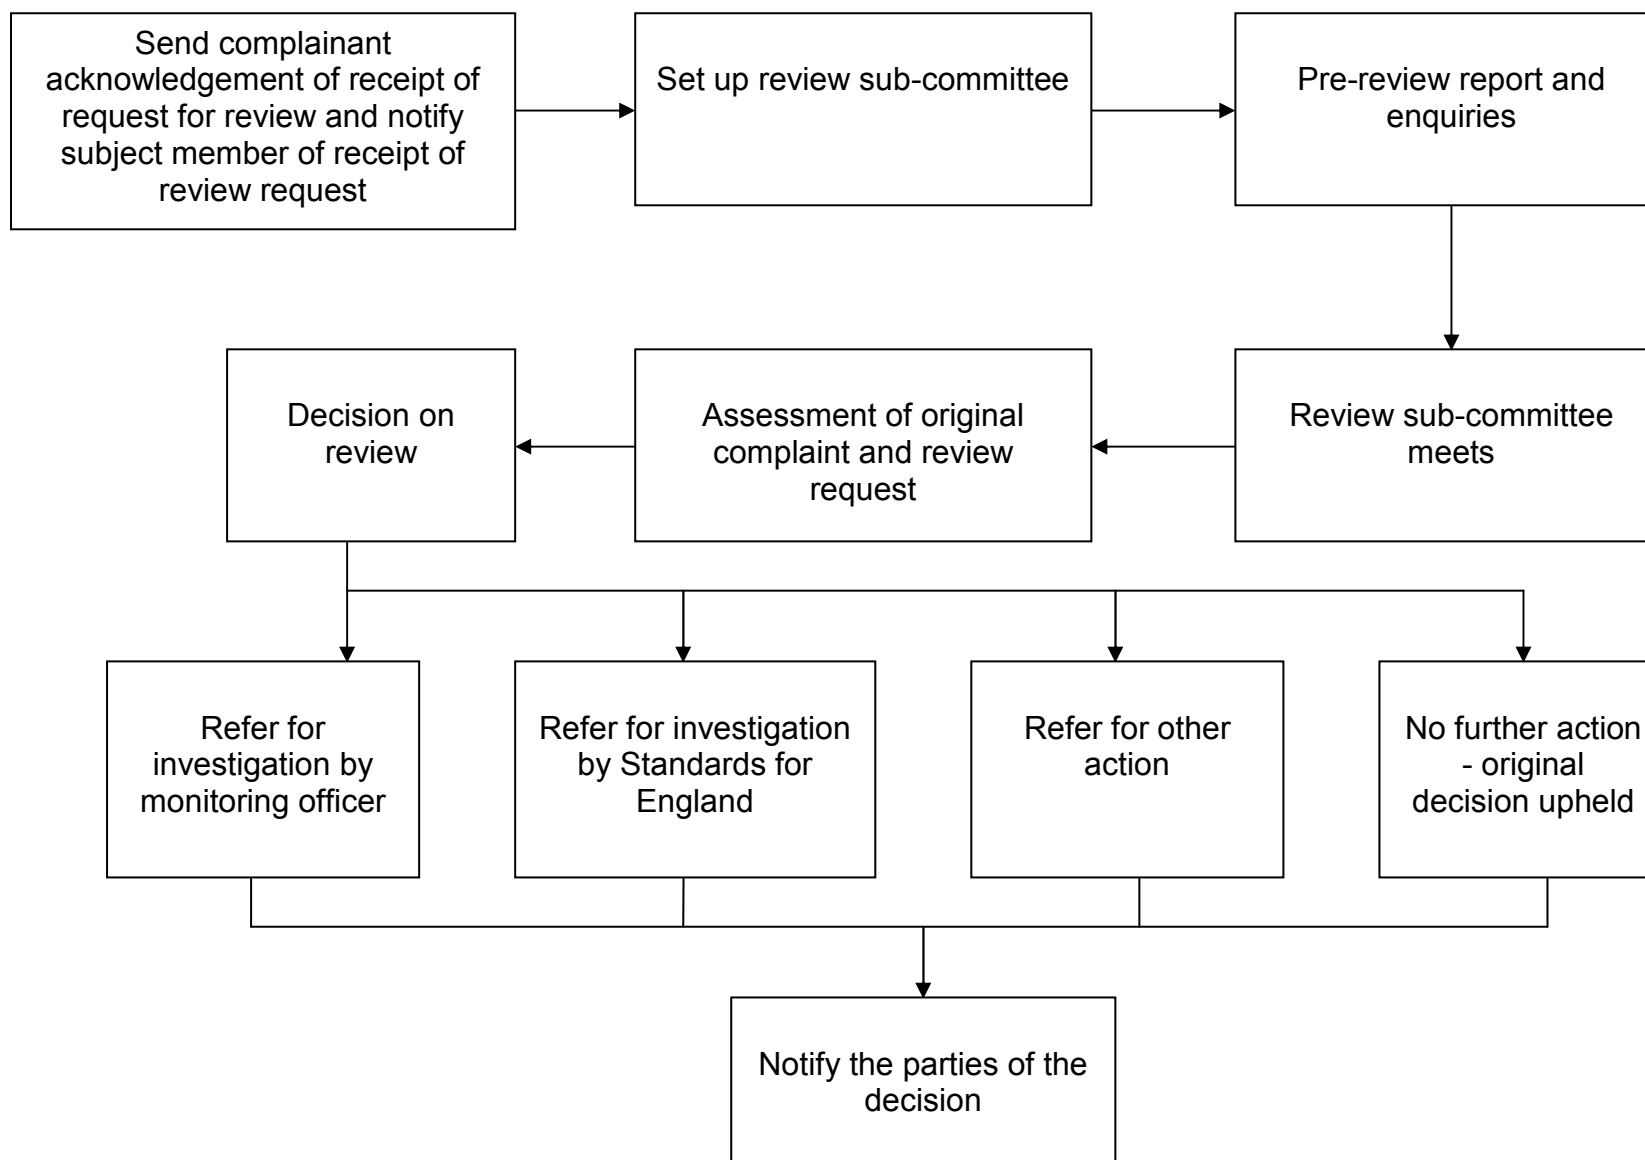 Send complainant
acknowledgement of receipt of
request for review and notify
subject member of receipt of
review request
Set up review sub-committee
Pre-review report and
enquiries
Decision on
review
Assessment of original
complaint and review
request
Review sub-committee
meets
Refer for
investigation by
monitoring officer
Refer for investigation
by Standards for
England
Refer for other
action
No further action
- original
decision upheld
Notify the parties of the
decision